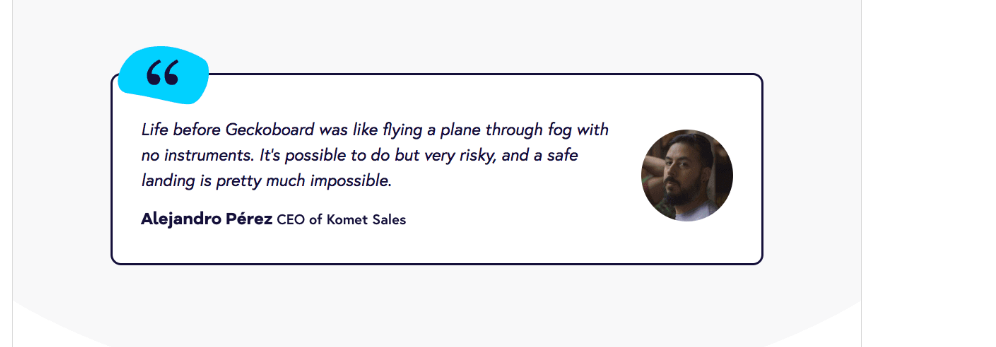 “
Life before Geckoboard was like flying a plane through fog with
no instruments. It's possible to do but very risky, and a safe
landing is pretty much impossible.
Alejandro Pérez CEO of Komet Sales